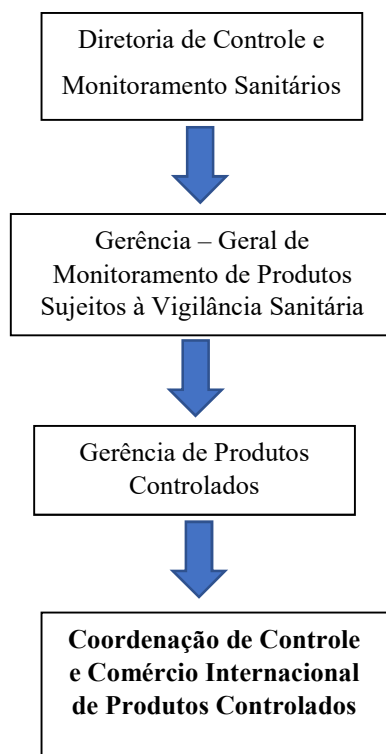 Diretoria de Controle e
Monitoramento Sanitários
Gerência – Geral de
Monitoramento de Produtos
Sujeitos à Vigilância Sanitária
Gerência de Produtos
Controlados
Coordenação de Controle
e Comércio Internacional
de Produtos Controlados